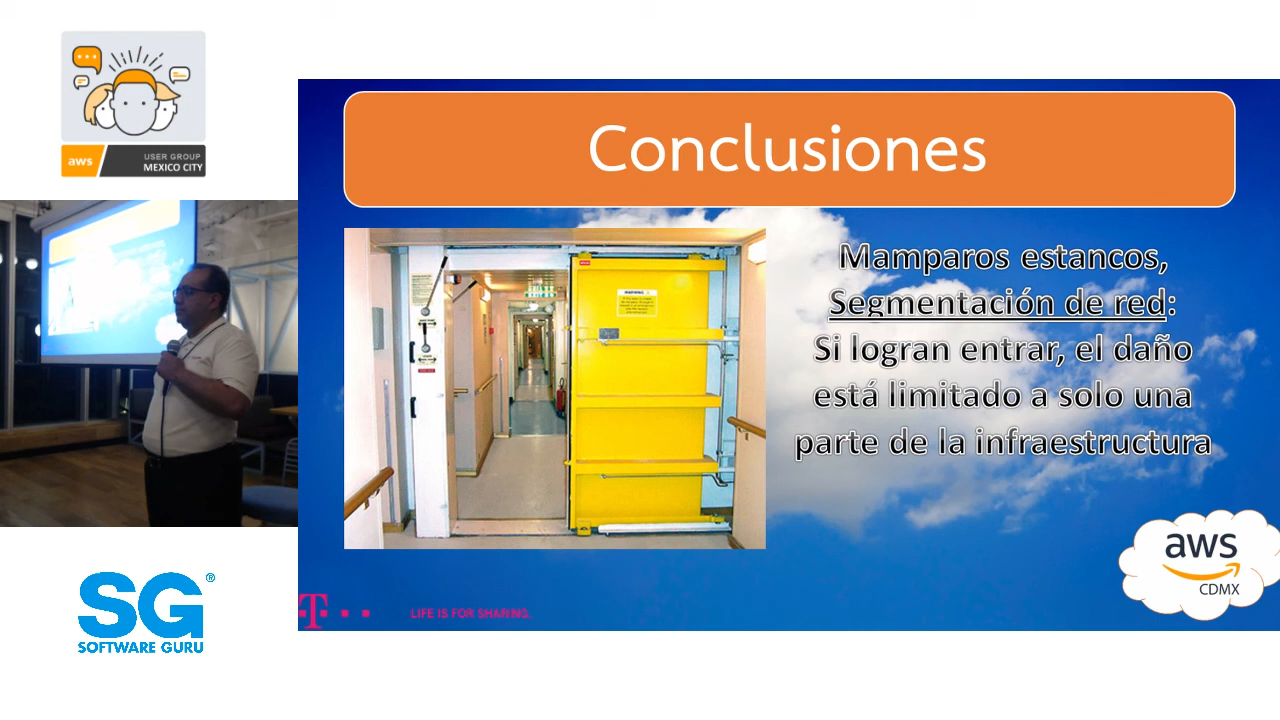 aws
USER GROUP
MEXICO CITY
Conclusiones
Mamparos estancos,
Segmentación de red:
Si logran entrar, el daño
está limitado a solo una
parte de la infraestructura
aws
CDMX
T
LIFE IS FOR SHARING.
SG®
SOFTWARE GURU